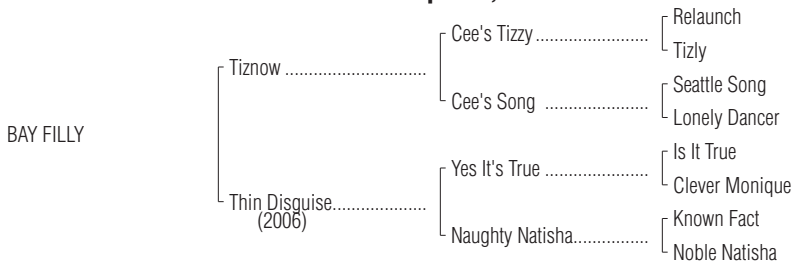 Relaunch
Cee's Tizzy
Tizly
Tiznow
Seattle Song
Cee's Song
Lonely Dancer
BAY FILLY
Is It True
Yes It's True
Clever Monique
Thin Disguise
(2006)
Known Fact
Naughty Natisha
Noble Natisha